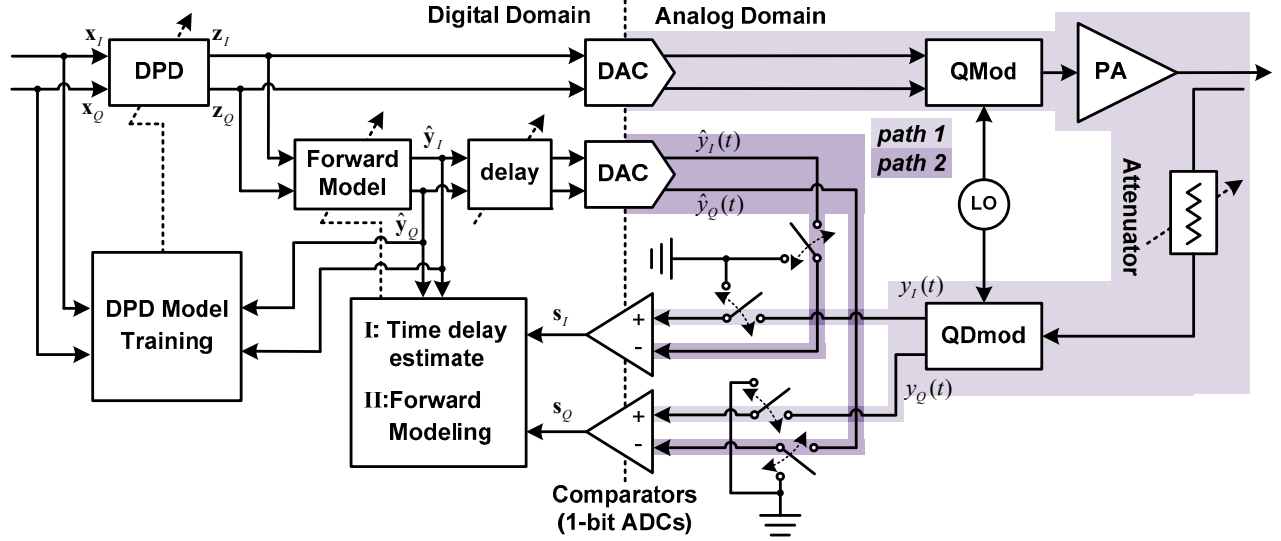 Digital Domain
Analog Domain
x_I
z_I
DPD
DAC
QMod
PA
x_Q
z_Q
ŷ_I
ŷ_I(t)
path 1
path 2
Forward
Model
delay
DAC
ŷ_Q
ŷ_Q(t)
LO
Attenuator
DPD Model
Training
I: Time delay
estimate
II:Forward
Modeling
s_I
+
-
y_I(t)
QDmod
y_Q(t)
s_Q
+
-
Comparators
(1-bit ADCs)